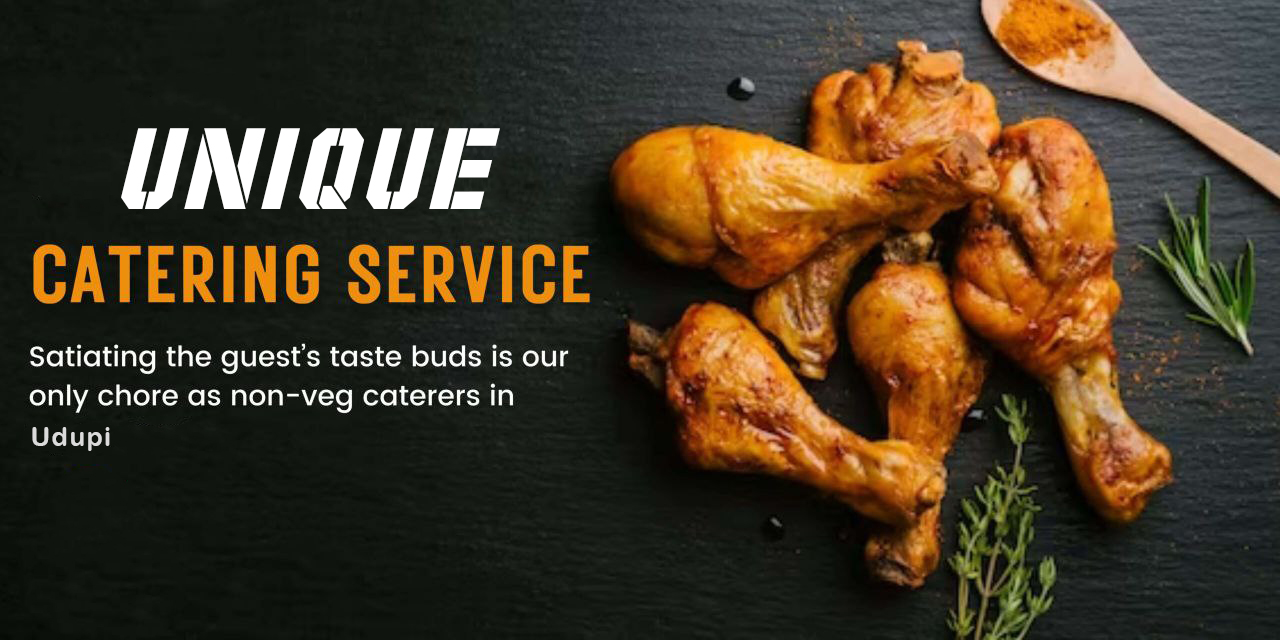 UNIQUE
CATERING SERVICE
Satiating the guest’s taste buds is our
only chore as non-veg caterers in
Udupi